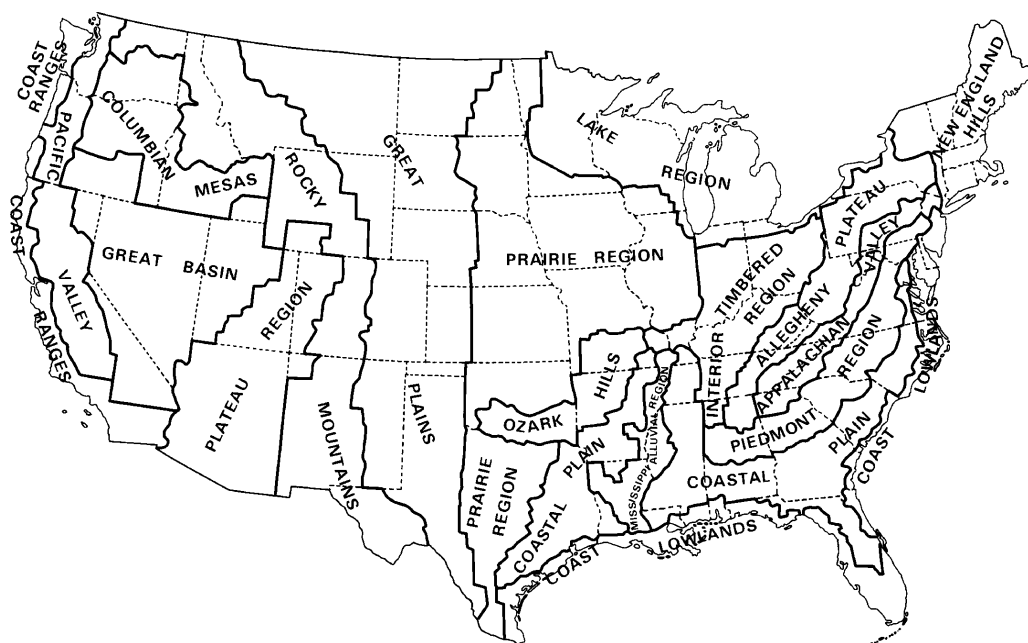 COAST
RANGES
PACIFIC
COLUMBIAN
MESAS
ROCKY
GREAT
LAKE
REGION
NEW ENGLAND
HILLS
PLATEAU
VALLEY
COAST
RANGES
VALLEY
GREAT BASIN
REGION
PLATEAU
MOUNTAINS
PLAINS
PRAIRIE REGION
INTERIOR
TIMBERED
REGION
ALLEGHENY
APPALACHIAN
REGION
PIEDMONT
PLAIN
COAST
LOWLANDS
HILLS
OZARK
MISSISSIPPI ALLUVIAL REGION
PLAIN
COASTAL
PRAIRIE
REGION
COASTAL
COAST
LOWLANDS